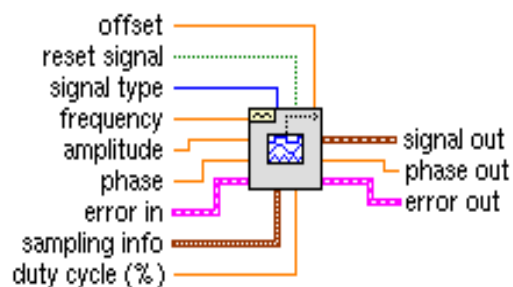 offset
reset signal
signal type
frequency
amplitude
phase
error in
sampling info
duty cycle (%)
signal out
phase out
error out